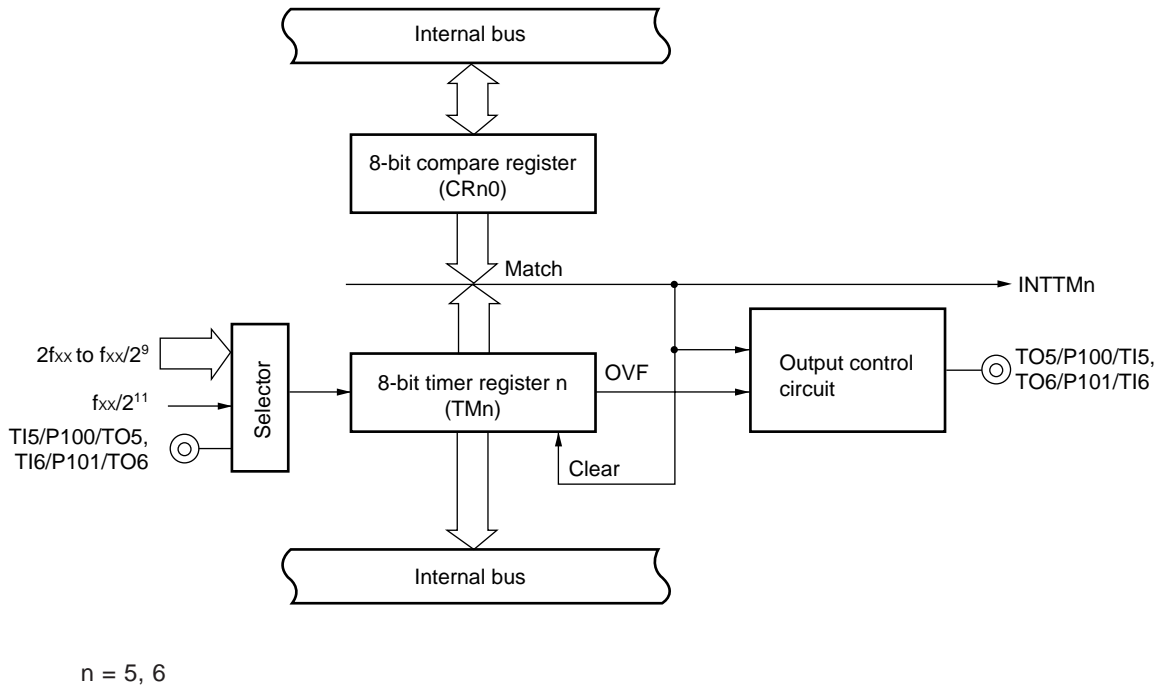 Internal bus
8-bit compare register
(CRn0)
Match
INTTMn
2fxx to fxx/2⁹
fxx/2¹¹
TI5/P100/TO5,
TI6/P101/TO6
Selector
8-bit timer register n
(TMn)
OVF
Clear
Output control
circuit
TO5/P100/TI5,
TO6/P101/TI6
Internal bus
n = 5, 6